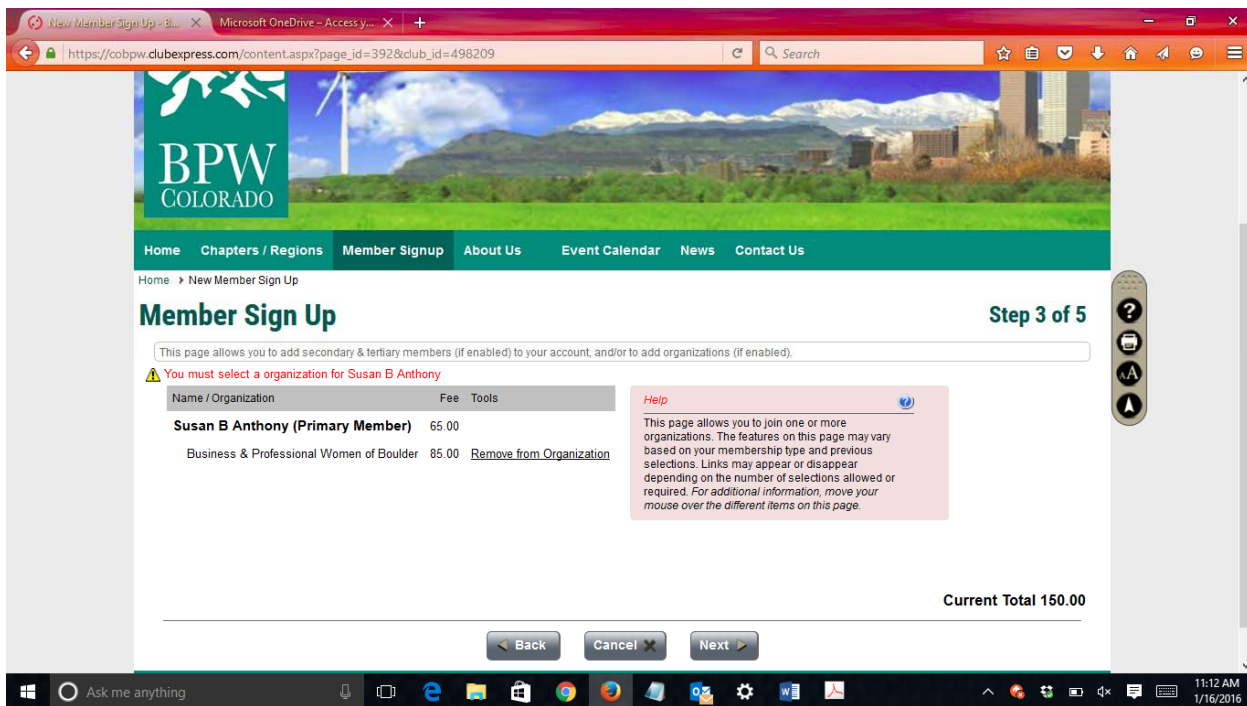 New Member Sign Up - B...
Microsoft OneDrive – Access y...
https://cobpw.clubexpress.com/content.aspx?page_id=392&club_id=498209
Search
BPW
COLORADO
Home Chapters / Regions Member Signup About Us Event Calendar News Contact Us
Home New Member Sign Up
Member Sign Up
Step 3 of 5
This page allows you to add secondary & tertiary members (if enabled) to your account, and/or to add organizations (if enabled).
You must select a organization for Susan B Anthony
Name / Organization Fee Tools
Susan B Anthony (Primary Member) 65.00
Business & Professional Women of Boulder 85.00 Remove from Organization
Help
This page allows you to join one or more
organizations. The features on this page may vary
based on your membership type and previous
selections. Links may appear or disappear
depending on the number of selections allowed or
required. For additional information, move your
mouse over the different items on this page.
AA
Current Total 150.00
Back Cancel Next
Ask me anything
11:12 AM
1/16/2016